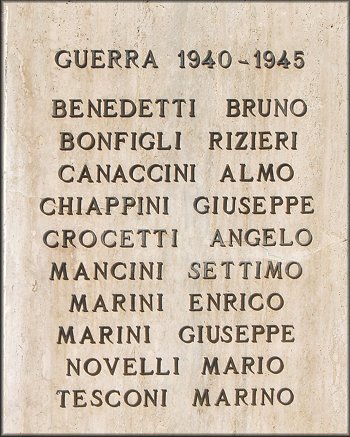 GUERRA 1940-1945
BENEDETTI BRUNO
BONFIGLI RIZIERI
CANACCINI ALMO
CHIAPPINI GIUSEPPE
CROCETTI ANGELO
MANCINI SETTIMO
MARINI ENRICO
MARINI GIUSEPPE
NOVELLI MARIO
TESCONI MARINO